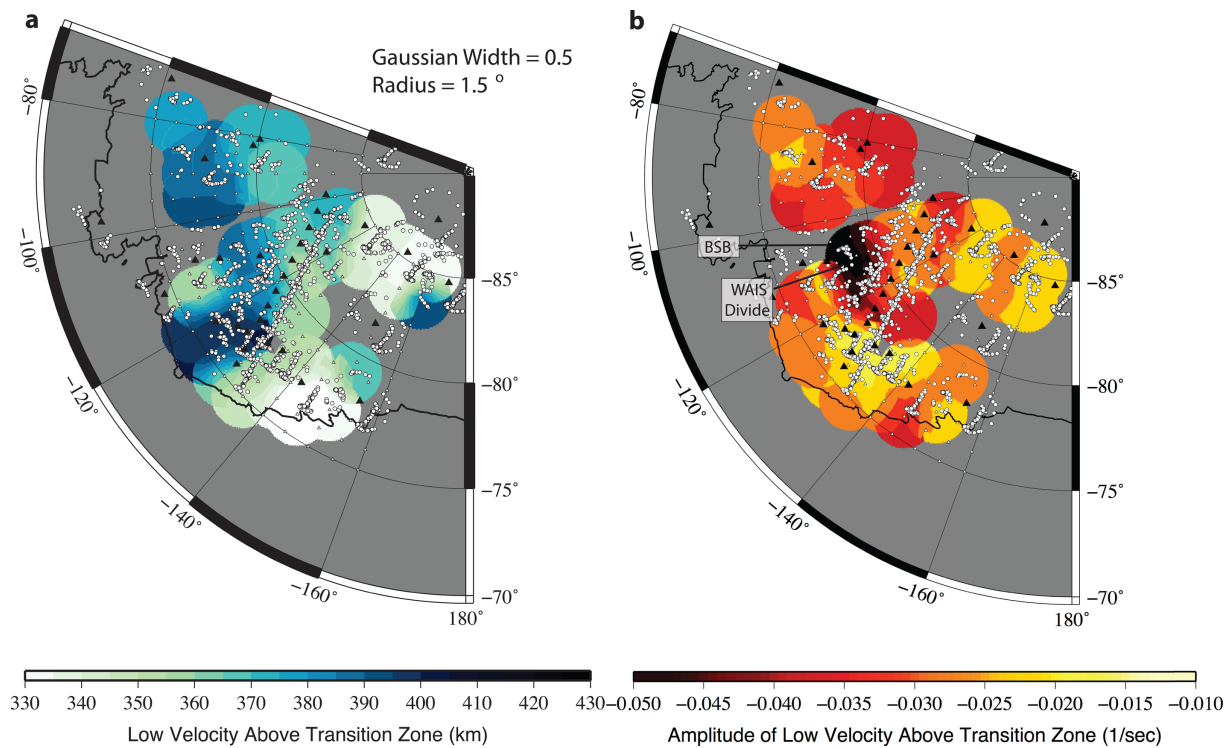 a
Gaussian Width = 0.5
Radius = 1.5 °
−80°
−100°
−120°
−140°
−160°
180°
−85°
−80°
−75°
−70°
330 340 350 360 370 380 390 400 410 420 430
Low Velocity Above Transition Zone (km)
b
BSB
WAIS
Divide
−80°
−100°
−120°
−140°
−160°
180°
−85°
−80°
−75°
−70°
−0.050 −0.045 −0.040 −0.035 −0.030 −0.025 −0.020 −0.015 −0.010
Amplitude of Low Velocity Above Transition Zone (1/sec)